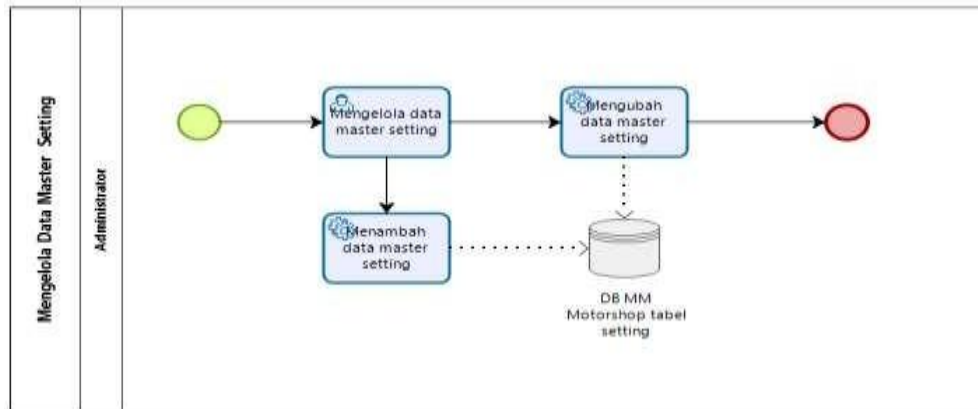 Mengelola Data Master Setting
Administrator
Mengelola data
master setting
Mengubah
data master
setting
Menambah
data master
setting
DB MM
Motorshop tabel
setting